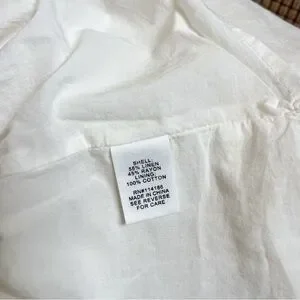 SHELL:
55% LINEN
45% RAYON
LINING:
100% COTTON
RN#114186
MADE IN CHINA
SEE REVERSE
FOR CARE